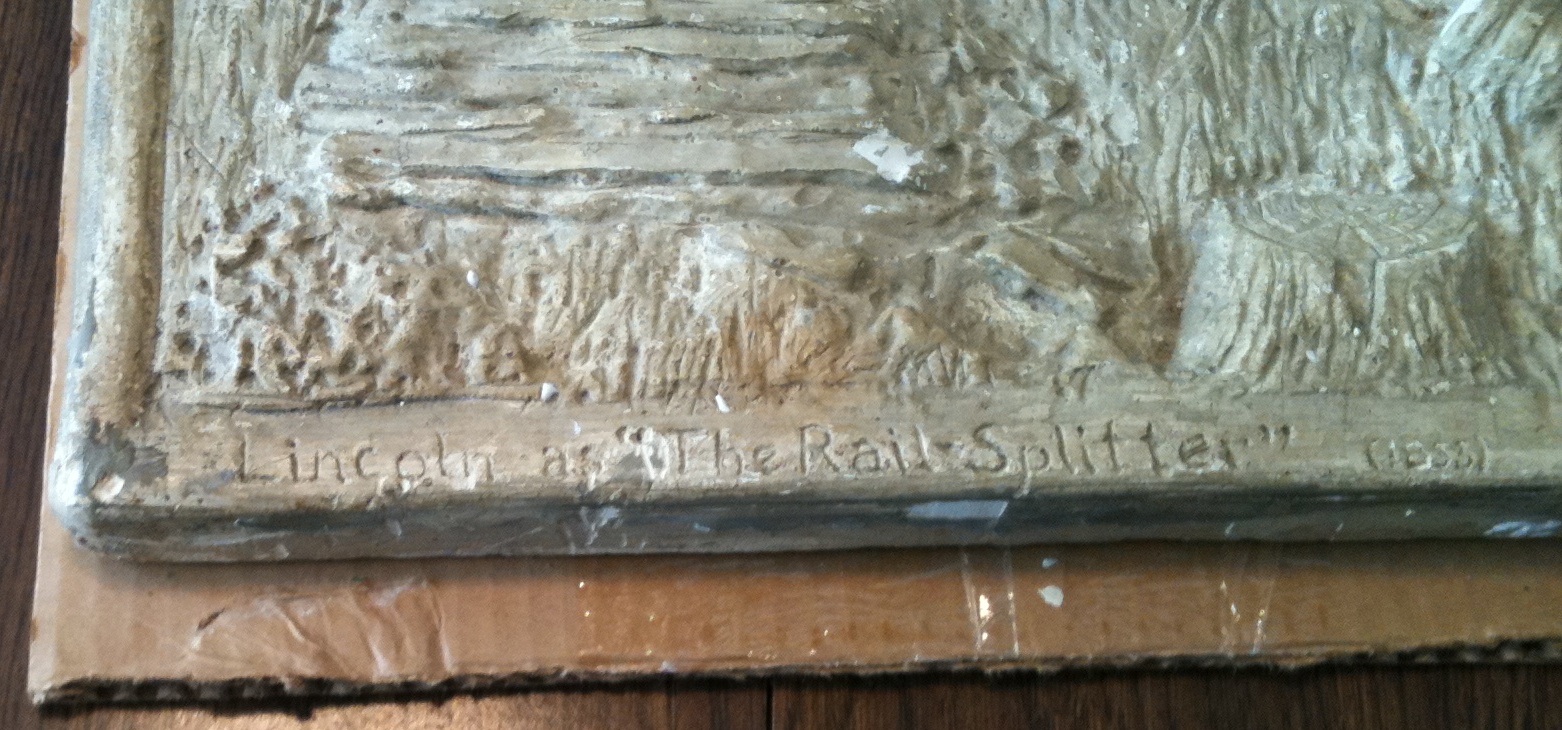 Lincoln as "The Rail Splitter"